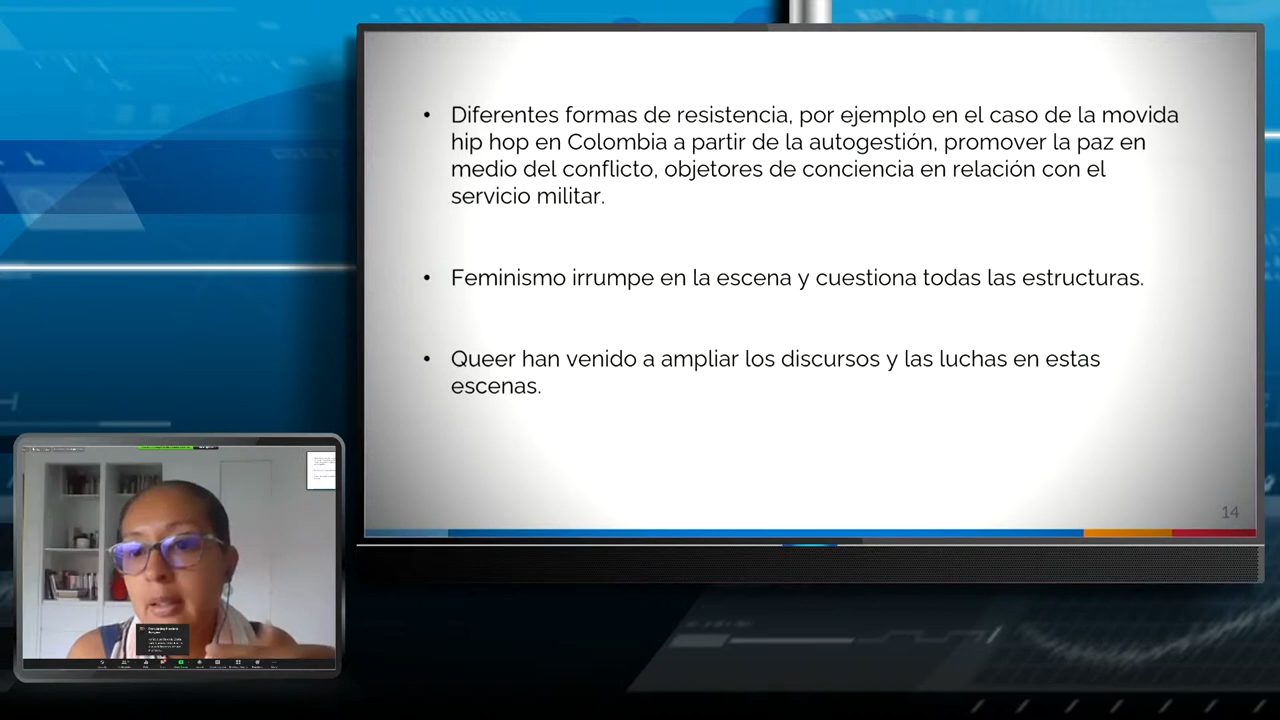 • Diferentes formas de resistencia, por ejemplo en el caso de la movida
hip hop en Colombia a partir de la autogestión, promover la paz en
medio del conflicto, objetores de conciencia en relación con el
servicio militar.
• Feminismo irrumpe en la escena y cuestiona todas las estructuras.
• Queer han venido a ampliar los discursos y las luchas en estas
escenas.
14